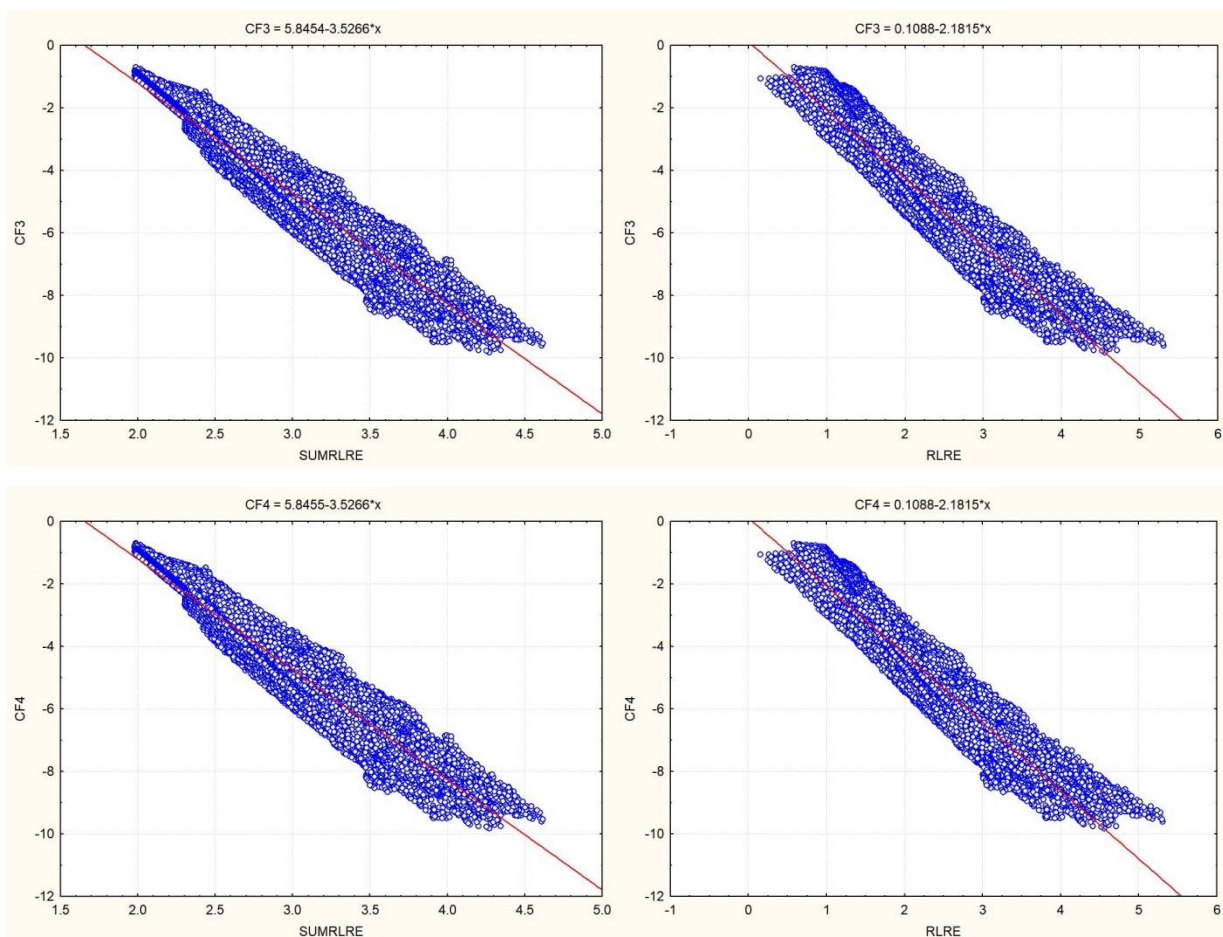 CF3 = 5.8454-3.5266*x
0
-2
-4
-6
-8
-10
-12
CF3
1.5 2.0 2.5 3.0 3.5 4.0 4.5 5.0
SUMRLRE
CF3 = 0.1088-2.1815*x
0
-2
-4
-6
-8
-10
-12
CF3
-1 0 1 2 3 4 5 6
RLRE
CF4 = 5.8455-3.5266*x
0
-2
-4
-6
-8
-10
-12
CF4
1.5 2.0 2.5 3.0 3.5 4.0 4.5 5.0
SUMRLRE
CF4 = 0.1088-2.1815*x
0
-2
-4
-6
-8
-10
-12
CF4
-1 0 1 2 3 4 5 6
RLRE